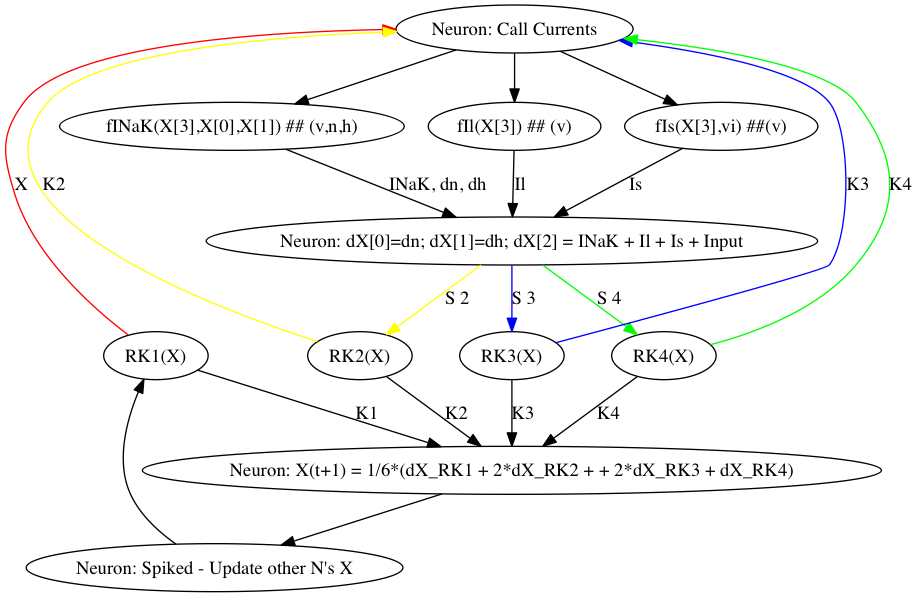 Neuron: Call Currents
fINaK(X[3],X[0],X[1]) ## (v,n,h)
fIl(X[3]) ## (v)
fIs(X[3],vi) ##(v)
X
K2
INaK, dn, dh
Il
Is
K3
K4
Neuron: dX[0]=dn; dX[1]=dh; dX[2] = INaK + Il + Is + Input
S 2
S 3
S 4
RK1(X)
RK2(X)
RK3(X)
RK4(X)
K1
K2
K3
K4
Neuron: X(t+1) = 1/6*(dX_RK1 + 2*dX_RK2 + + 2*dX_RK3 + dX_RK4)
Neuron: Spiked - Update other N's X